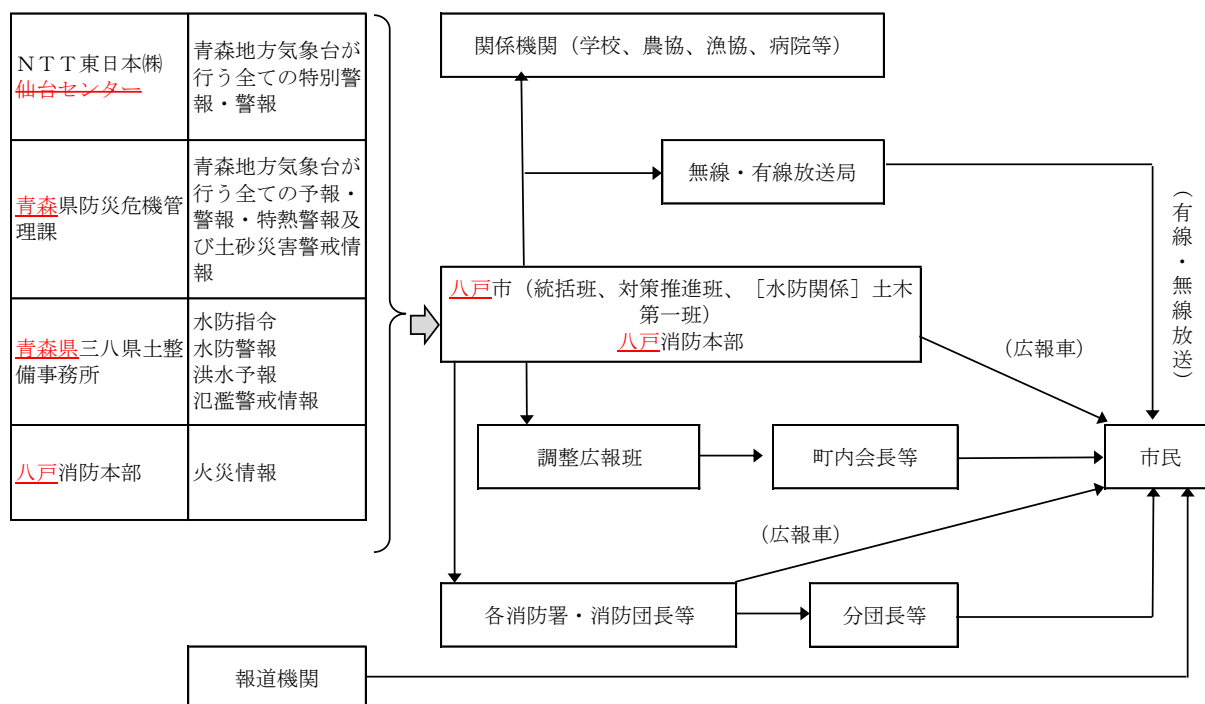 NTT東日本㈱
仙台センター
青森地方気象台が
行う全ての特別警
報・警報
青森県防災危機管
理課
青森地方気象台が
行う全ての予報・
警報・特熱警報及
び土砂災害警戒情
報
青森県三八県土整
備事務所
水防指令
水防警報
洪水予報
氾濫警戒情報
八戸消防本部
火災情報
関係機関（学校、農協、漁協、病院等）
無線・有線放送局
（有線・無線放送）
八戸市（統括班、対策推進班、［水防関係］土木
第一班）
八戸消防本部
（広報車）
調整広報班
町内会長等
市民
（広報車）
各消防署・消防団長等
分団長等
報道機関